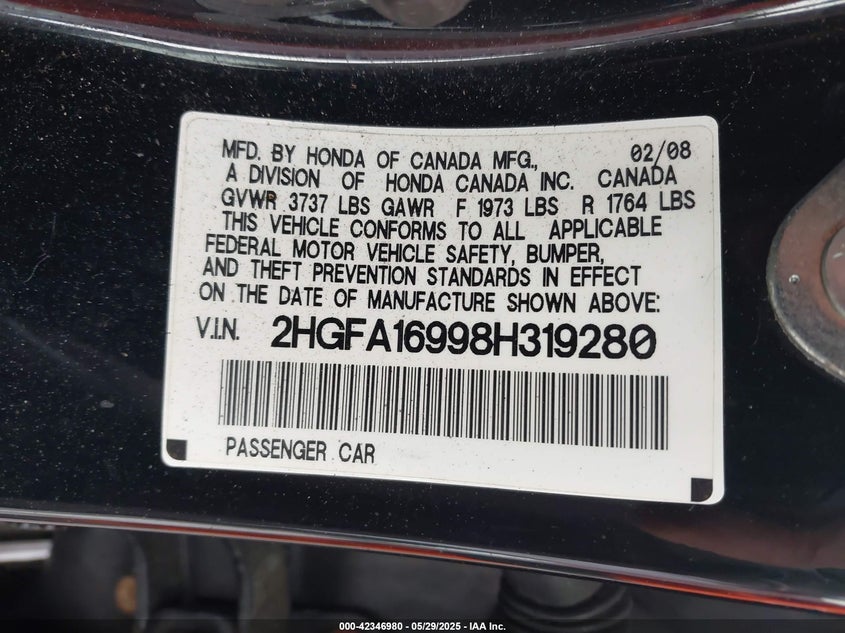 MFD. BY HONDA OF CANADA MFG., 02/08
A DIVISION OF HONDA CANADA INC. CANADA
GVWR 3737 LBS GAWR F 1973 LBS R 1764 LBS
THIS VEHICLE CONFORMS TO ALL APPLICABLE
FEDERAL MOTOR VEHICLE SAFETY, BUMPER,
AND THEFT PREVENTION STANDARDS IN EFFECT
ON THE DATE OF MANUFACTURE SHOWN ABOVE:
V.I.N. 2HGFA16998H319280
PASSENGER CAR
000-42346980 - 05/29/2025 - IAA Inc.